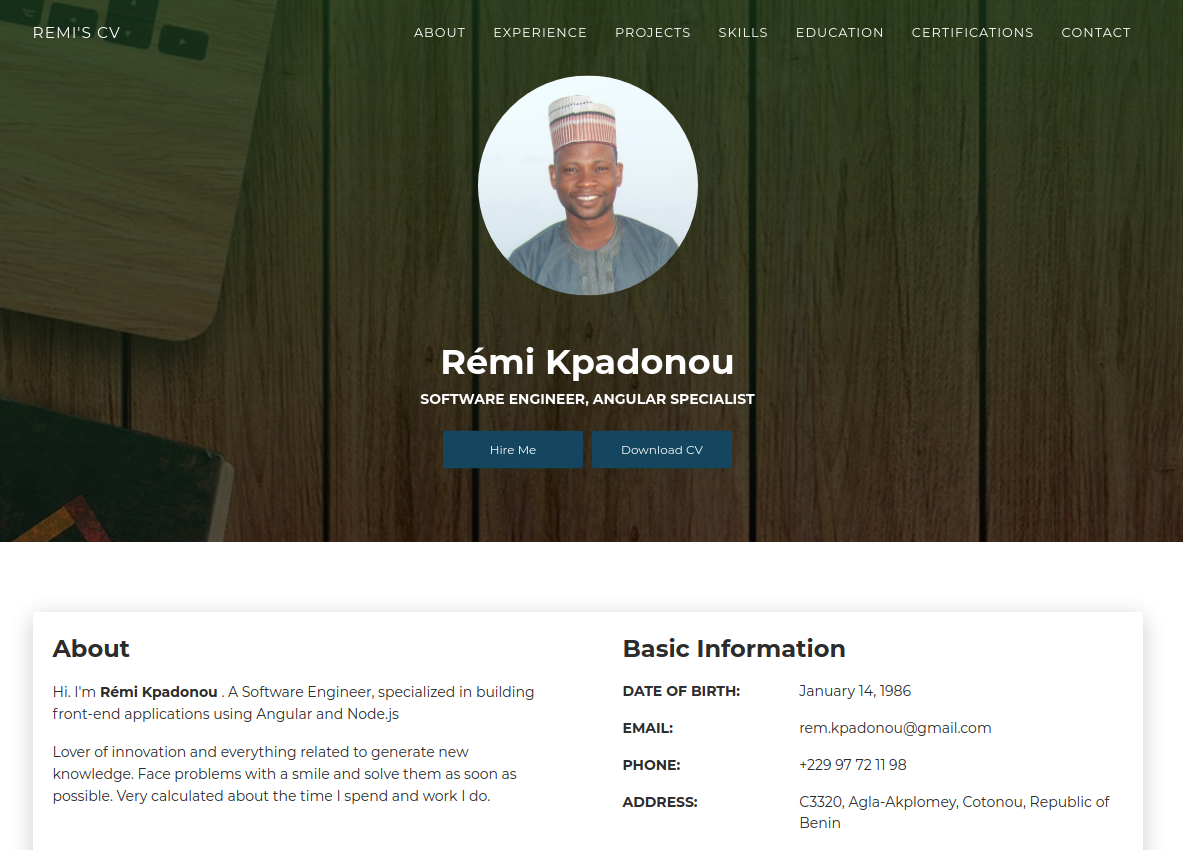 REMI'S CV
ABOUT EXPERIENCE PROJECTS SKILLS EDUCATION CERTIFICATIONS CONTACT
Rémi Kpadonou
SOFTWARE ENGINEER, ANGULAR SPECIALIST
Hire Me
Download CV
About
Hi. I'm Rémi Kpadonou . A Software Engineer, specialized in building
front-end applications using Angular and Node.js
Lover of innovation and everything related to generate new
knowledge. Face problems with a smile and solve them as soon as
possible. Very calculated about the time I spend and work I do.
Basic Information
DATE OF BIRTH: January 14, 1986
EMAIL: rem.kpadonou@gmail.com
PHONE: +229 97 72 11 98
ADDRESS: C3320, Agla-Akplomey, Cotonou, Republic of
Benin